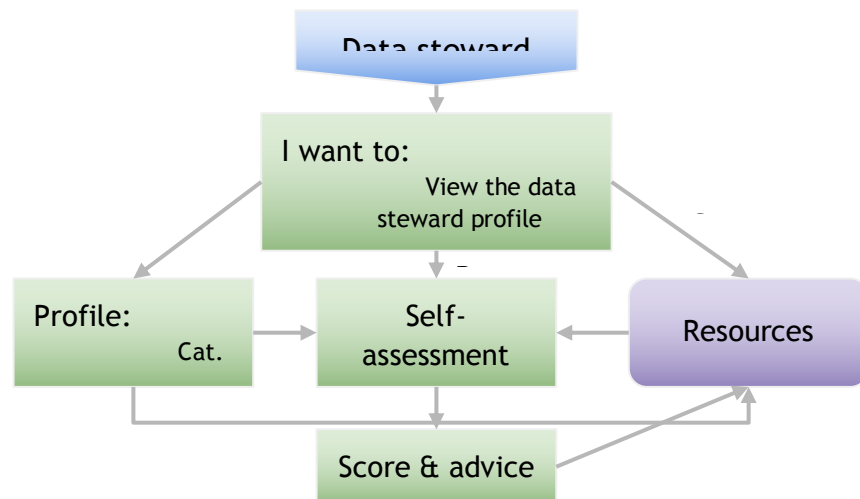 Data steward
I want to:
View the data
steward profile
Profile:
Cat.
Self-
assessment
Resources
Score & advice